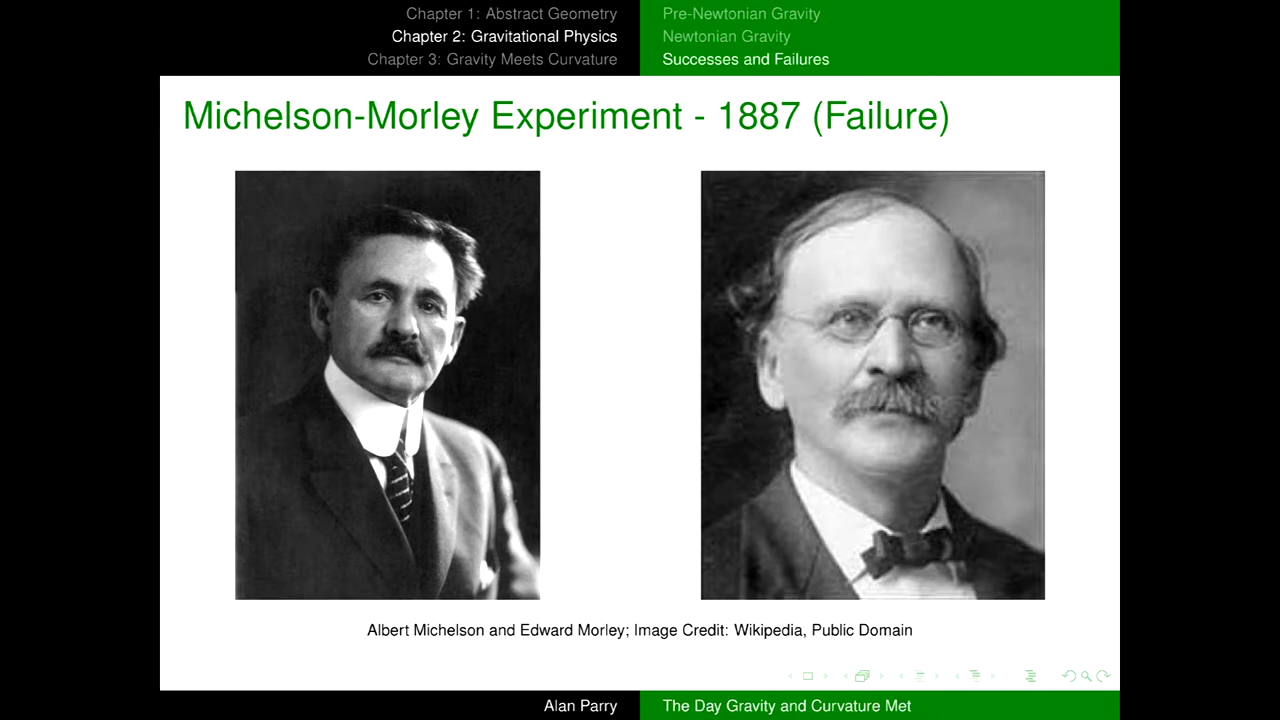 Chapter 1: Abstract Geometry
Chapter 2: Gravitational Physics
Chapter 3: Gravity Meets Curvature
Pre-Newtonian Gravity
Newtonian Gravity
Successes and Failures
Michelson-Morley Experiment - 1887 (Failure)
Albert Michelson and Edward Morley; Image Credit: Wikipedia, Public Domain
Alan Parry
The Day Gravity and Curvature Met